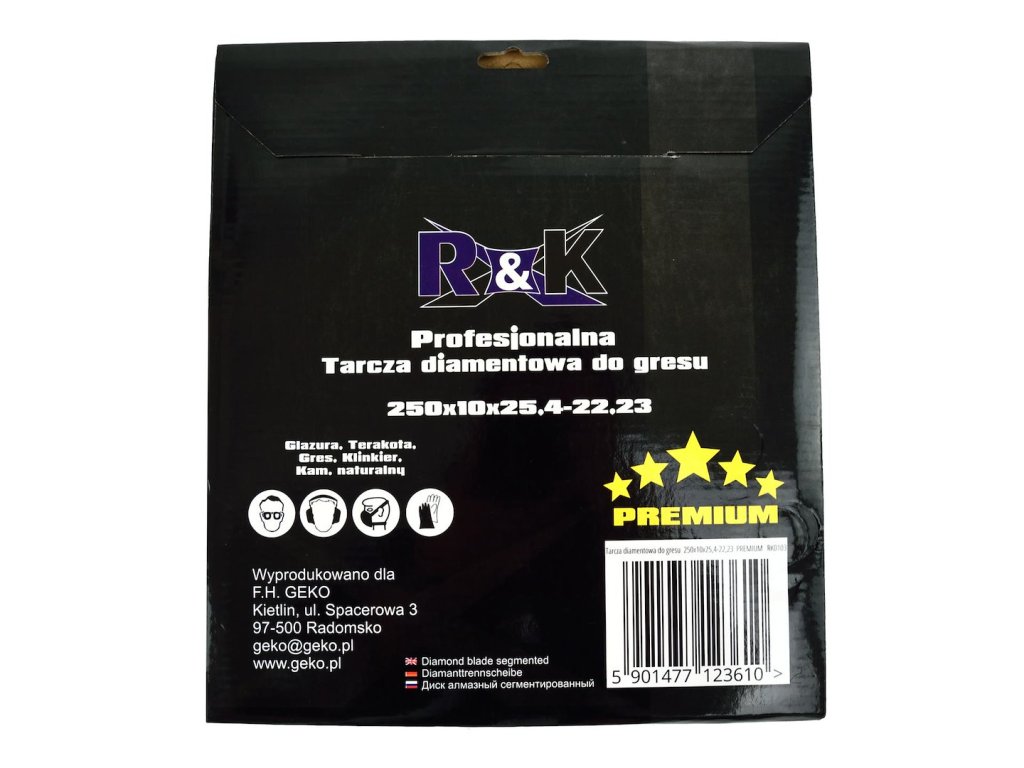 R&K
Profesjonalna
Tarcza diamentowa do gresu
250x10x25,4-22,23
Glazura, Terakota,
Gres, Klinkier,
Kam. naturalny
PREMIUM
Tarcza diamentowa do gresu 250x10x25,4-22,23 PREMIUM RK0103
5 901477 123610 >
Wyprodukowano dla
F.H. GEKO
Kietlin, ul. Spacerowa 3
97-500 Radomsko
geko@geko.pl
www.geko.pl
Diamond blade segmented
Diamanttrennscheibe
Диск алмазный сегментированный